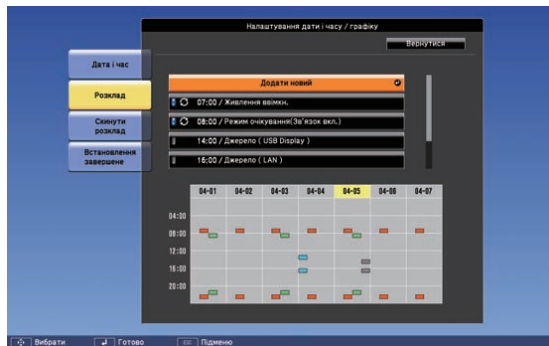 Налаштування дати і часу / графіку
Вернутися
Дата і час
Розклад
Скинути
розклад
Встановлення
завершене
Додати новий
07:00 / Живлення ввімкн.
08:00 / Режим очікування(Зв'язок вкл.)
14:00 / Джерело ( USB Display )
16:00 / Джерело ( LAN )
04-01 04-02 04-03 04-04 04-05 04-06 04-07
04:00
08:00
12:00
16:00
20:00
Вибрати Готово Esc Підменю